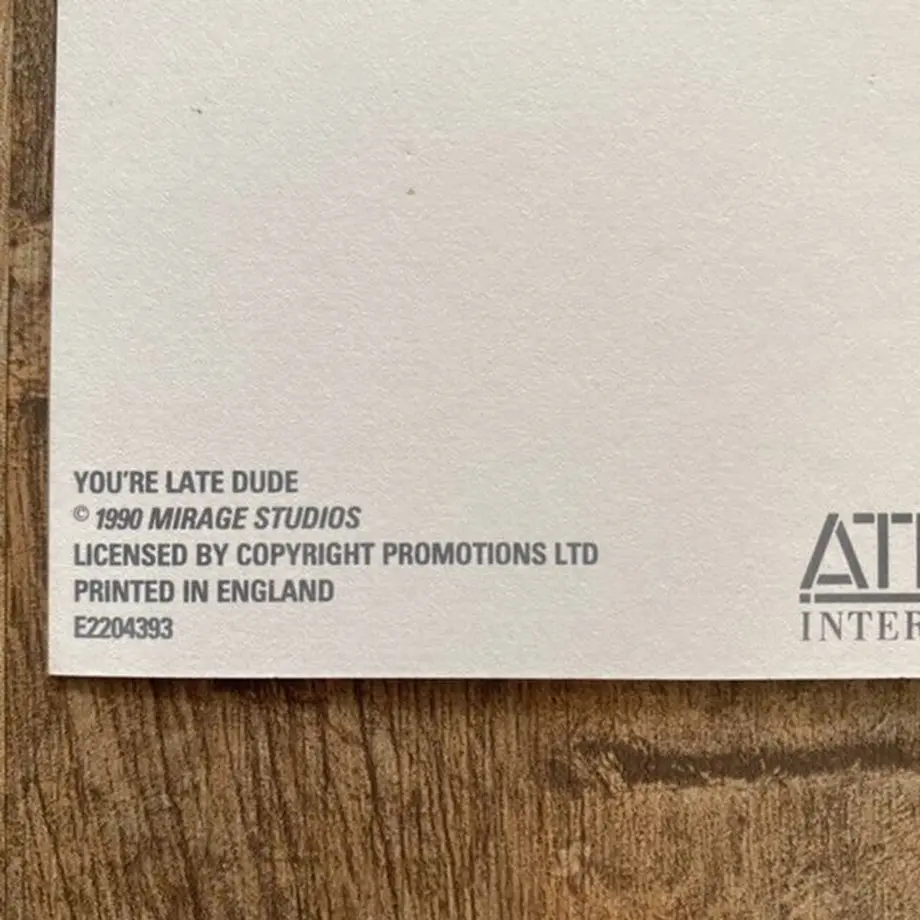 YOU'RE LATE DUDE
© 1990 MIRAGE STUDIOS
LICENSED BY COPYRIGHT PROMOTIONS LTD
PRINTED IN ENGLAND
E2204393